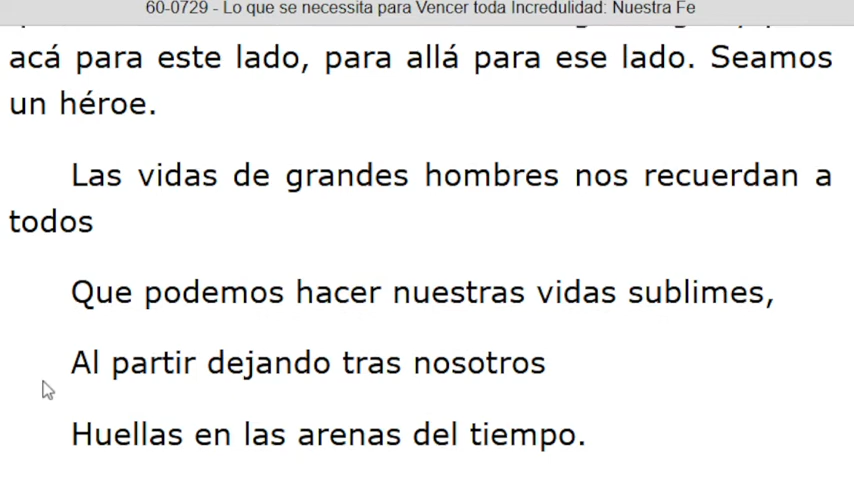 60-0729 - Lo que se necessita para Vencer toda Incredulidad: Nuestra Fe
acá para este lado, para allá para ese lado. Seamos
un héroe.
Las vidas de grandes hombres nos recuerdan a
todos
Que podemos hacer nuestras vidas sublimes,
Al partir dejando tras nosotros
Huellas en las arenas del tiempo.